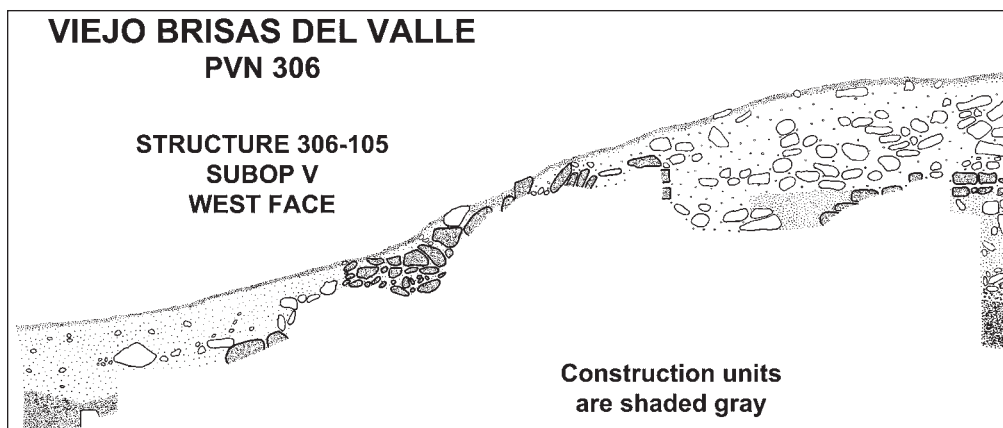 VIEJO BRISAS DEL VALLE
PVN 306
STRUCTURE 306-105
SUBOP V
WEST FACE
Construction units
are shaded gray